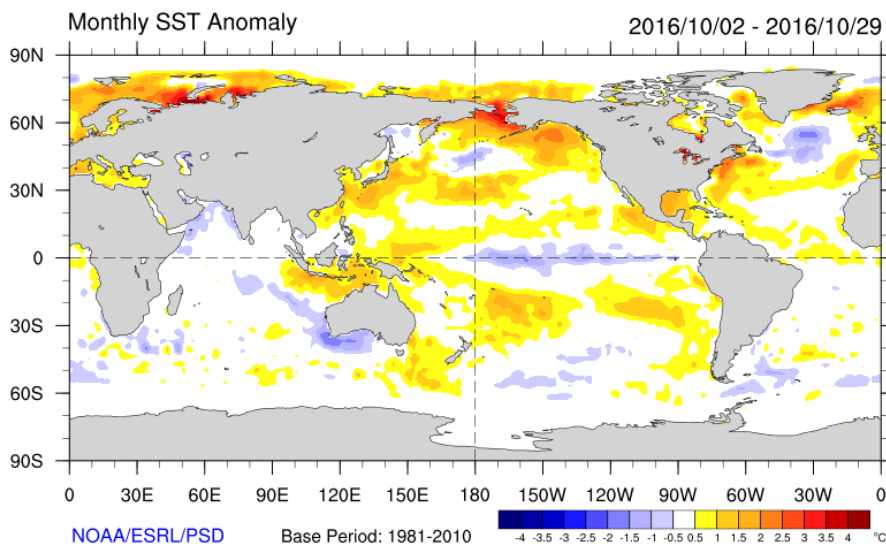 Monthly SST Anomaly 2016/10/02 - 2016/10/29
90N
60N
30N
0
30S
60S
90S
0 30E 60E 90E 120E 150E 180 150W 120W 90W 60W 30W 0
NOAA/ESRL/PSD Base Period: 1981-2010
-4 -3.5 -3 -2.5 -2 -1.5 -1 -0.5 0.5 1 1.5 2 2.5 3 3.5 4 °C